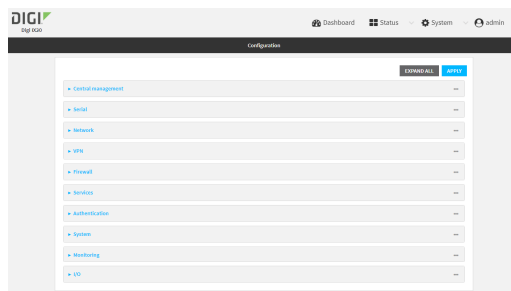 DIGI
Digi IX20
Dashboard Status System admin
Configuration
EXPAND ALL APPLY
Central management
Serial
Network
VPN
Firewall
Services
Authentication
System
Monitoring
I/O